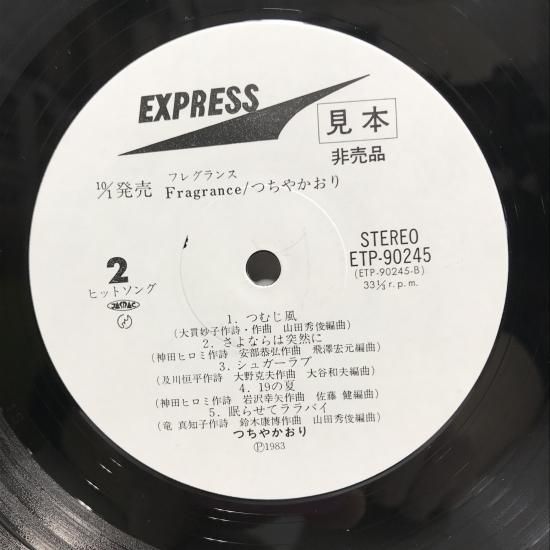 EXPRESS
見本
非売品
フレグランス
10/1発売 Fragrance/つちやかおり
2
ヒットソング
JASRAC
STEREO
ETP-90245
(ETP-90245-B)
33⅓r.p.m.
1. つむじ風
(大貫妙子作詩・作曲 山田秀俊編曲)
2. さよならは突然に
(神田ヒロミ作詩 安部恭弘作曲 飛澤宏元編曲)
3. シュガーラブ
(及川恒平作詩 大野克夫作曲 大谷和夫編曲)
4. 19の夏
(神田ヒロミ作詩 岩沢幸矢作曲 佐藤 健編曲)
5. 眠らせてララバイ
(竜 真知子作詩 鈴木康博作曲 山田秀俊編曲)
つちやかおり
Ⓟ1983